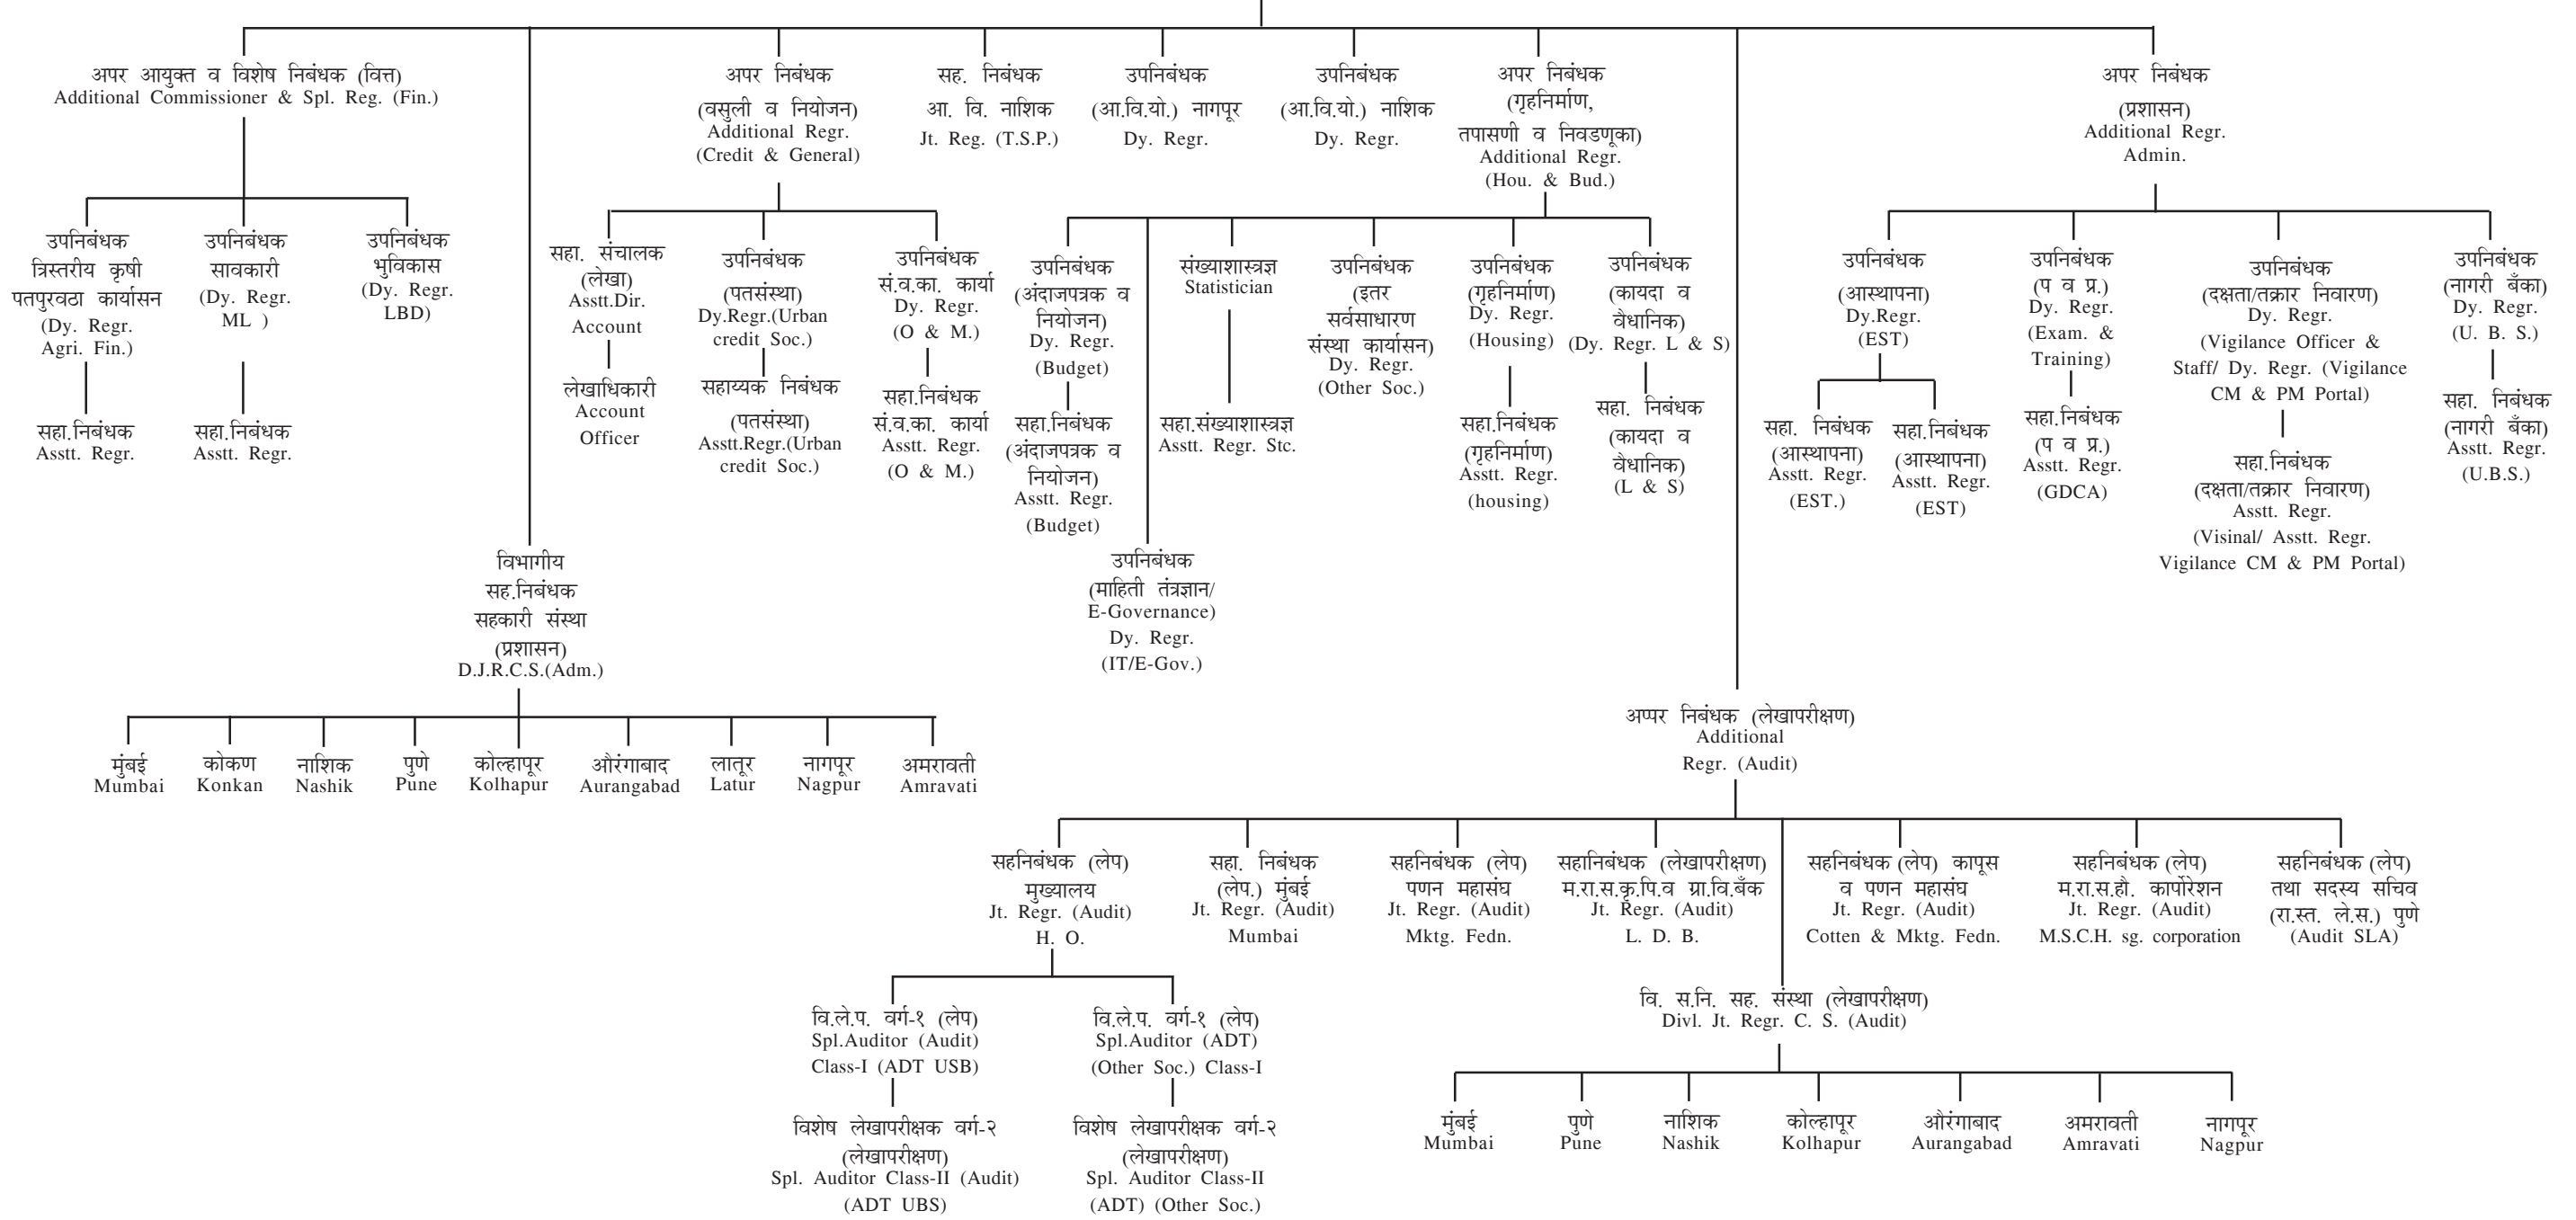 अपर आयुक्त व विशेष निबंधक (वित्त)
Additional Commissioner & Spl. Reg. (Fin.)
अपर निबंधक
(वसुली व नियोजन)
Additional Regr.
(Credit & General)
सह. निबंधक
आ. वि. नाशिक
Jt. Reg. (T.S.P.)
उपनिबंधक
(आ.वि.यो.) नागपूर
Dy. Regr.
उपनिबंधक
(आ.वि.यो.) नाशिक
Dy. Regr.
अपर निबंधक
(गृहनिर्माण,
तपासणी व निवडणूका)
Additional Regr.
(Hou. & Bud.)
अपर निबंधक
(प्रशासन)
Additional Regr.
Admin.
उपनिबंधक
त्रिस्तरीय कृषी
पतपुरवठा कार्यासन
(Dy. Regr.
Agri. Fin.)
सहा.निबंधक
Asstt. Regr.
उपनिबंधक
सावकारी
(Dy. Regr.
ML )
सहा.निबंधक
Asstt. Regr.
उपनिबंधक
भुविकास
(Dy. Regr.
LBD)
सहा. संचालक
(लेखा)
Asstt.Dir.
Account
लेखाधिकारी
Account
Officer
उपनिबंधक
(पतसंस्था)
Dy.Regr.(Urban
credit Soc.)
सहाय्यक निबंधक
(पतसंस्था)
Asstt.Regr.(Urban
credit Soc.)
उपनिबंधक
सं.व.का. कार्या
Dy. Regr.
(O & M.)
सहा.निबंधक
सं.व.का. कार्या
Asstt. Regr.
(O & M.)
उपनिबंधक
(अंदाजपत्रक व
नियोजन)
Dy. Regr.
(Budget)
सहा.निबंधक
(अंदाजपत्रक व
नियोजन)
Asstt. Regr.
(Budget)
उपनिबंधक
(माहिती तंत्रज्ञान/
E-Governance)
Dy. Regr.
(IT/E-Gov.)
संख्याशास्त्रज्ञ
Statistician
सहा.संख्याशास्त्रज्ञ
Asstt. Regr. Stc.
उपनिबंधक
(इतर
सर्वसाधारण
संस्था कार्यासन)
Dy. Regr.
(Other Soc.)
उपनिबंधक
(गृहनिर्माण)
Dy. Regr.
(Housing)
सहा.निबंधक
(गृहनिर्माण)
Asstt. Regr.
(housing)
उपनिबंधक
(कायदा व
वैधानिक)
(Dy. Regr. L & S)
सहा. निबंधक
(कायदा व
वैधानिक)
(L & S)
उपनिबंधक
(आस्थापना)
Dy.Regr.
(EST)
सहा. निबंधक
(आस्थापना)
Asstt. Regr.
(EST.)
सहा.निबंधक
(आस्थापना)
Asstt. Regr.
(EST)
उपनिबंधक
(प व प्र.)
Dy. Regr.
(Exam. &
Training)
सहा.निबंधक
(प व प्र.)
Asstt. Regr.
(GDCA)
उपनिबंधक
(दक्षता/तक्रार निवारण)
Dy. Regr.
(Vigilance Officer &
Staff/ Dy. Regr. (Vigilance
CM & PM Portal)
सहा.निबंधक
(दक्षता/तक्रार निवारण)
Asstt. Regr.
(Visinal/ Asstt. Regr.
Vigilance CM & PM Portal)
उपनिबंधक
(नागरी बँका)
Dy. Regr.
(U. B. S.)
सहा. निबंधक
(नागरी बँका)
Asstt. Regr.
(U.B.S.)
विभागीय
सह.निबंधक
सहकारी संस्था
(प्रशासन)
D.J.R.C.S.(Adm.)
मुंबई
Mumbai
कोकण
Konkan
नाशिक
Nashik
पुणे
Pune
कोल्हापूर
Kolhapur
औरंगाबाद
Aurangabad
लातूर
Latur
नागपूर
Nagpur
अमरावती
Amravati
अप्पर निबंधक (लेखापरीक्षण)
Additional
Regr. (Audit)
सहनिबंधक (लेप)
मुख्यालय
Jt. Regr. (Audit)
H. O.
सहा. निबंधक
(लेप.) मुंबई
Jt. Regr. (Audit)
Mumbai
सहनिबंधक (लेप)
पणन महासंघ
Jt. Regr. (Audit)
Mktg. Fedn.
सहानिबंधक (लेखापरीक्षण)
म.रा.स.कृ.पि.व ग्रा.वि.बँक
Jt. Regr. (Audit)
L. D. B.
सहनिबंधक (लेप) कापूस
व पणन महासंघ
Jt. Regr. (Audit)
Cotten & Mktg. Fedn.
सहनिबंधक (लेप)
म.रा.स.हौ. कार्पोरेशन
Jt. Regr. (Audit)
M.S.C.H. sg. corporation
सहनिबंधक (लेप)
तथा सदस्य सचिव
(रा.स्त. ले.स.) पुणे
(Audit SLA)
वि.ले.प. वर्ग-१ (लेप)
Spl.Auditor (Audit)
Class-I (ADT USB)
विशेष लेखापरीक्षक वर्ग-२
(लेखापरीक्षण)
Spl. Auditor Class-II (Audit)
(ADT UBS)
वि.ले.प. वर्ग-१ (लेप)
Spl.Auditor (ADT)
(Other Soc.) Class-I
विशेष लेखापरीक्षक वर्ग-२
(लेखापरीक्षण)
Spl. Auditor Class-II
(ADT) (Other Soc.)
वि. स.नि. सह. संस्था (लेखापरीक्षण)
Divl. Jt. Regr. C. S. (Audit)
मुंबई
Mumbai
पुणे
Pune
नाशिक
Nashik
कोल्हापूर
Kolhapur
औरंगाबाद
Aurangabad
अमरावती
Amravati
नागपूर
Nagpur